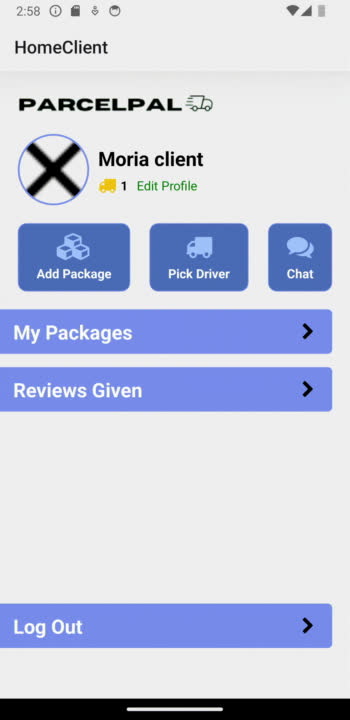 2:58
HomeClient
PARCELPAL
Moria client
1 Edit Profile
Add Package
Pick Driver
Chat
My Packages
Reviews Given
Log Out